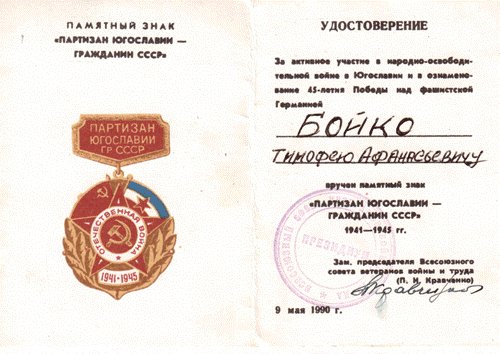 ПАМЯТНЫЙ ЗНАК
«ПАРТИЗАН ЮГОСЛАВИИ —
ГРАЖДАНИН СССР»
ПАРТИЗАН
ЮГОСЛАВИИ
ГР СССР
ОТЕЧЕСТВЕННАЯ ВОЙНА
1941-1945
УДОСТОВЕРЕНИЕ
За активное участие в народно-освободи-
тельной войне в Югославии и в ознамено-
вание 45-летия Победы над фашистской
Германией
БОЙКО
ТИМОФЕЮ АФАНАСЬЕВИЧУ
вручен памятный знак
«ПАРТИЗАН ЮГОСЛАВИИ —
ГРАЖДАНИН СССР»
1941—1945 гг.
ВСЕСОЮЗНЫЙ
ПРЕЗИДИУМ
Зам. председателя Всесоюзного
совета ветеранов войны и труда
(П. И. Кравченко)
9 мая 1990 г.